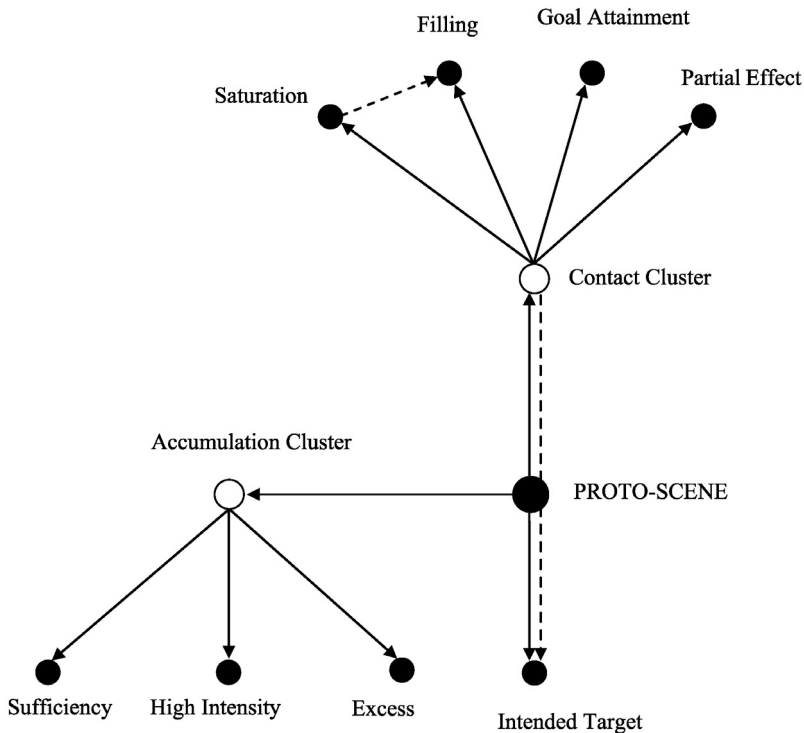 Filling
Goal Attainment
Saturation
Partial Effect
Contact Cluster
Accumulation Cluster
PROTO-SCENE
Sufficiency
High Intensity
Excess
Intended Target